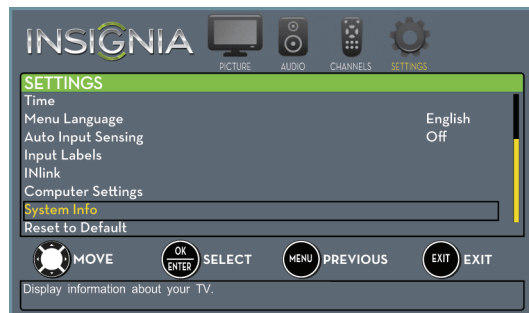 INSIGNIA
PICTURE AUDIO CHANNELS SETTINGS
SETTINGS
Time
Menu Language English
Auto Input Sensing Off
Input Labels
INlink
Computer Settings
System Info
Reset to Default
MOVE OK ENTER SELECT MENU PREVIOUS EXIT EXIT
Display information about your TV.